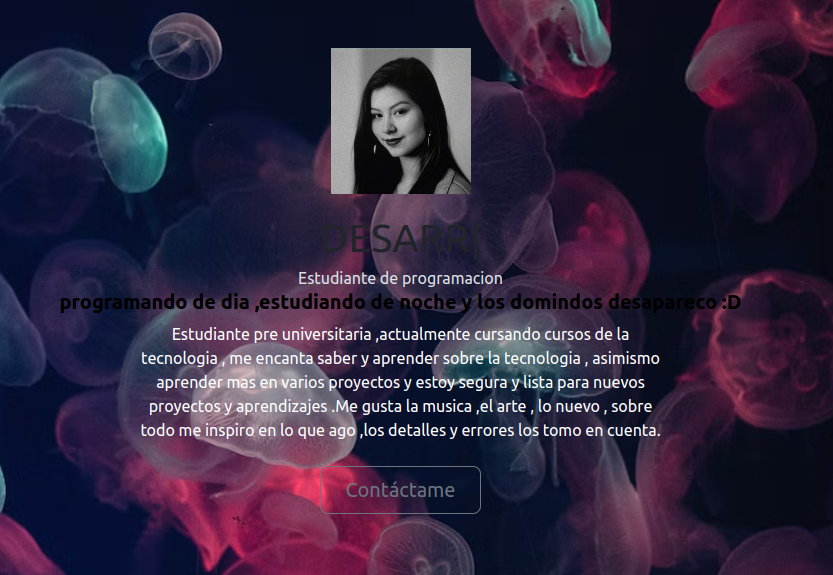 DESARR
Estudiante de programacion
programando de dia ,estudiando de noche y los domindos desapareco :D
Estudiante pre universitaria ,actualmente cursando cursos de la
tecnologia , me encanta saber y aprender sobre la tecnologia , asimismo
aprender mas en varios proyectos y estoy segura y lista para nuevos
proyectos y aprendizajes .Me gusta la musica ,el arte , lo nuevo , sobre
todo me inspiro en lo que ago ,los detalles y errores los tomo en cuenta.
Contáctame